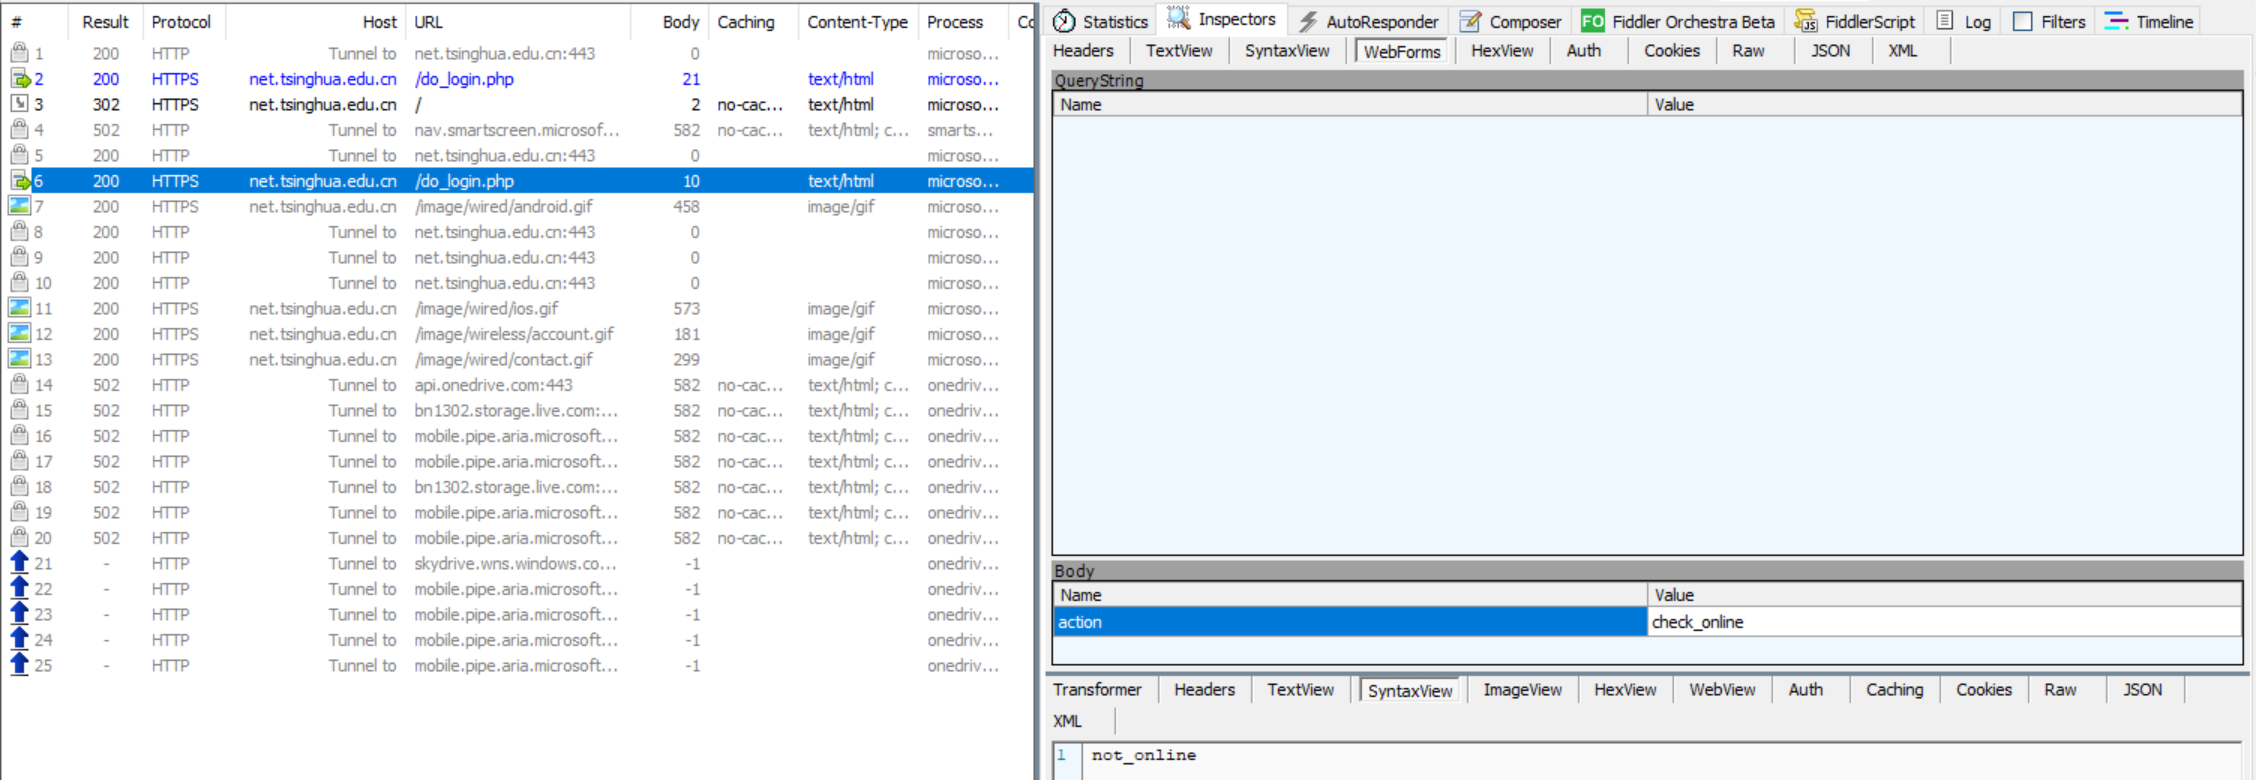 # Result Protocol Host URL Body Caching Content-Type Process Co
1 200 HTTP Tunnel to net.tsinghua.edu.cn:443 0 microso...
2 200 HTTPS net.tsinghua.edu.cn /do_login.php 21 text/html microso...
3 302 HTTPS net.tsinghua.edu.cn / 2 no-cac... text/html microso...
4 502 HTTP Tunnel to nav.smartscreen.microsof... 582 no-cac... text/html; c... smarts...
5 200 HTTP Tunnel to net.tsinghua.edu.cn:443 0 microso...
6 200 HTTPS net.tsinghua.edu.cn /do_login.php 10 text/html microso...
7 200 HTTPS net.tsinghua.edu.cn /image/wired/android.gif 458 image/gif microso...
8 200 HTTP Tunnel to net.tsinghua.edu.cn:443 0 microso...
9 200 HTTP Tunnel to net.tsinghua.edu.cn:443 0 microso...
10 200 HTTP Tunnel to net.tsinghua.edu.cn:443 0 microso...
11 200 HTTPS net.tsinghua.edu.cn /image/wired/ios.gif 573 image/gif microso...
12 200 HTTPS net.tsinghua.edu.cn /image/wireless/account.gif 181 image/gif microso...
13 200 HTTPS net.tsinghua.edu.cn /image/wired/contact.gif 299 image/gif microso...
14 502 HTTP Tunnel to api.onedrive.com:443 582 no-cac... text/html; c... onedriv...
15 502 HTTP Tunnel to bn1302.storage.live.com:... 582 no-cac... text/html; c... onedriv...
16 502 HTTP Tunnel to mobile.pipe.aria.microsoft... 582 no-cac... text/html; c... onedriv...
17 502 HTTP Tunnel to mobile.pipe.aria.microsoft... 582 no-cac... text/html; c... onedriv...
18 502 HTTP Tunnel to bn1302.storage.live.com:... 582 no-cac... text/html; c... onedriv...
19 502 HTTP Tunnel to mobile.pipe.aria.microsoft... 582 no-cac... text/html; c... onedriv...
20 502 HTTP Tunnel to mobile.pipe.aria.microsoft... 582 no-cac... text/html; c... onedriv...
21 - HTTP Tunnel to skydrive.wns.windows.co... -1 onedriv...
22 - HTTP Tunnel to mobile.pipe.aria.microsoft... -1 onedriv...
23 - HTTP Tunnel to mobile.pipe.aria.microsoft... -1 onedriv...
24 - HTTP Tunnel to mobile.pipe.aria.microsoft... -1 onedriv...
25 - HTTP Tunnel to mobile.pipe.aria.microsoft... -1 onedriv...
Statistics Inspectors AutoResponder Composer FO Fiddler Orchestra Beta JS FiddlerScript Log Filters Timeline
Headers TextView SyntaxView WebForms HexView Auth Cookies Raw JSON XML
QueryString
Name Value
Body
Name Value
action check_online
Transformer Headers TextView SyntaxView ImageView HexView WebView Auth Caching Cookies Raw JSON
XML
1 not_online